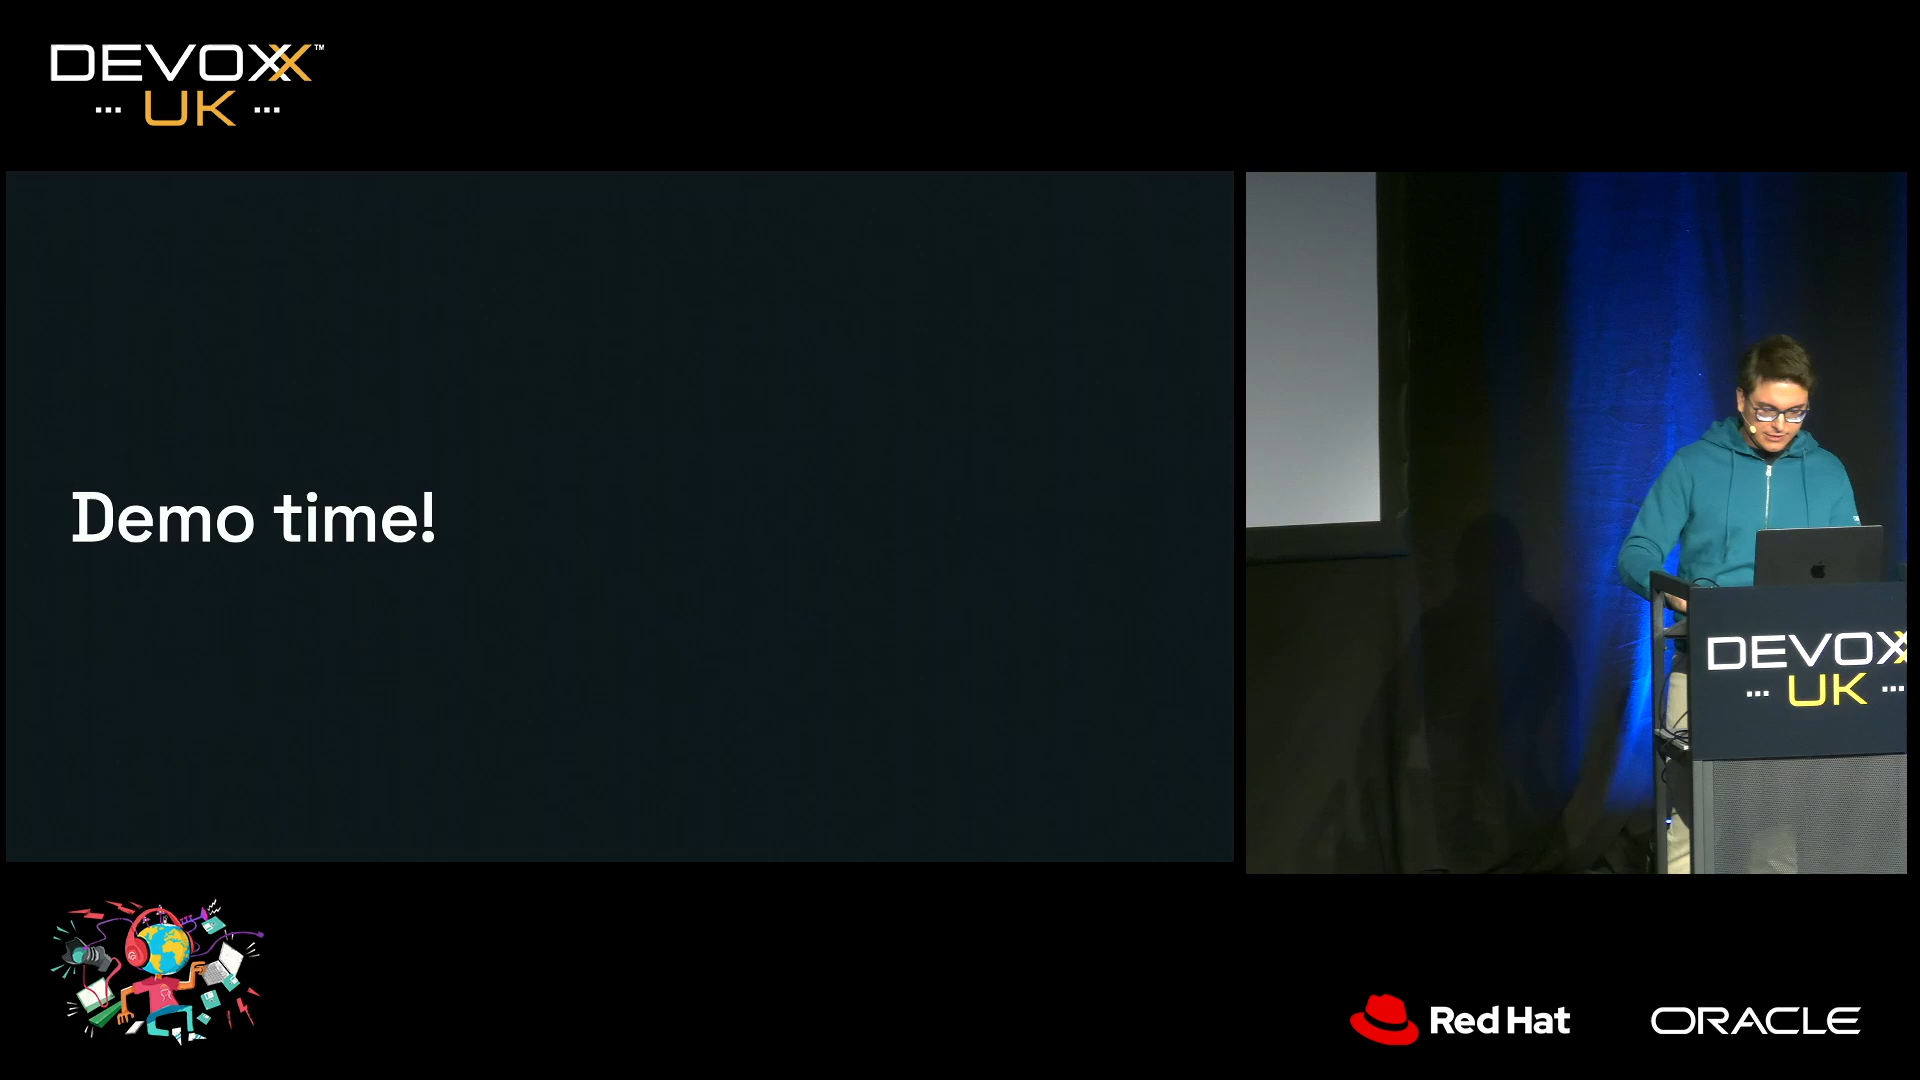 DEVOXX™
UK
Demo time!
DEVOXX
UK
Red Hat
ORACLE